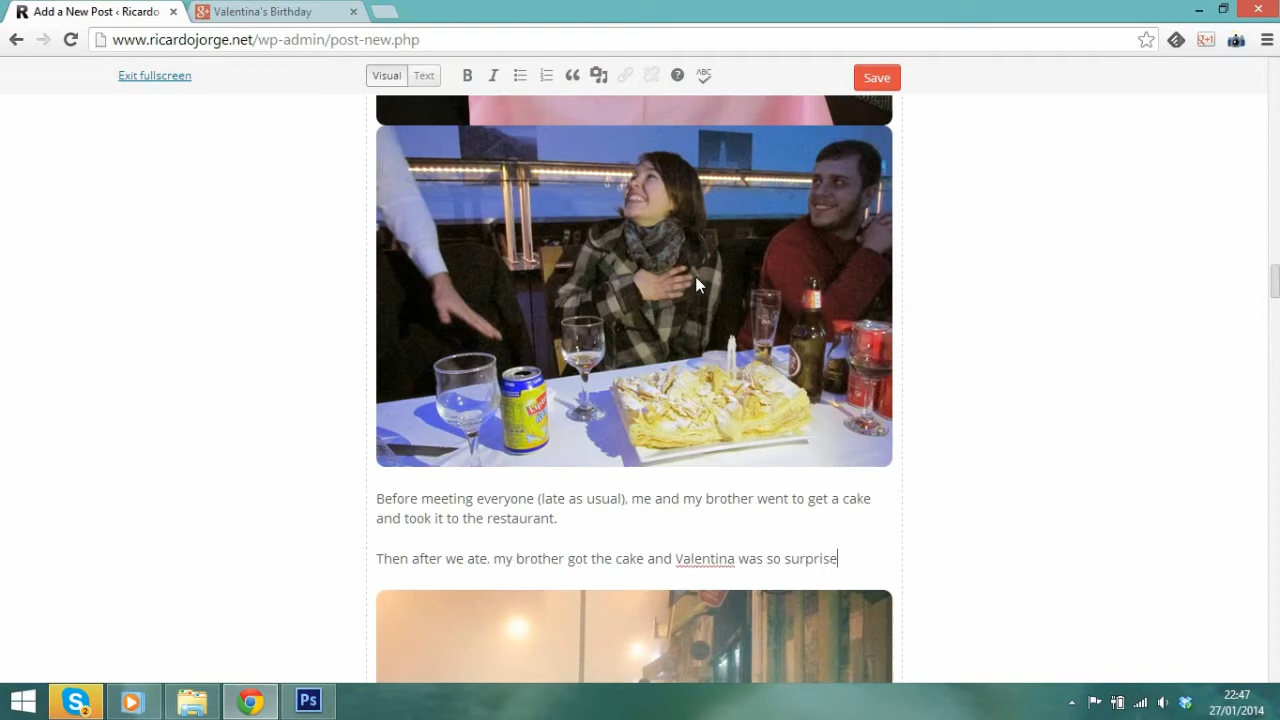 Add a New Post ‹ Ricardo
Valentina's Birthday
www.ricardojorge.net/wp-admin/post-new.php
Exit fullscreen
Visual
Text
B
I
ABC
Save
Before meeting everyone (late as usual), me and my brother went to get a cake
and took it to the restaurant.
Then after we ate, my brother got the cake and Valentina was so surprise
2
Ps
22:47
27/01/2014